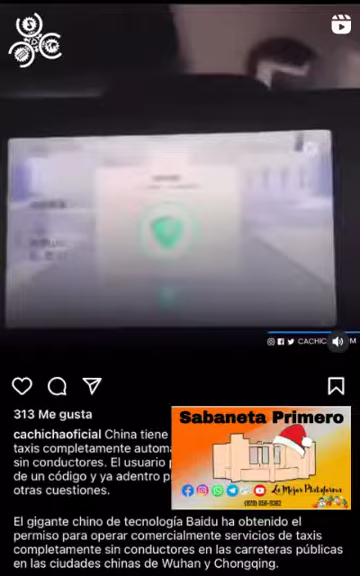 CACHIC
M
313 Me gusta
cachichaoficial China tiene
taxis completamente autom
sin conductores. El usuario
de un código y ya adentro p
otras cuestiones.
Sabaneta Primero
La Mejor Plataforma
El gigante chino de tecnología Baidu ha obtenido el
permiso para operar comercialmente servicios de taxis
completamente sin conductores en las carreteras públicas
en las ciudades chinas de Wuhan y Chongqing.